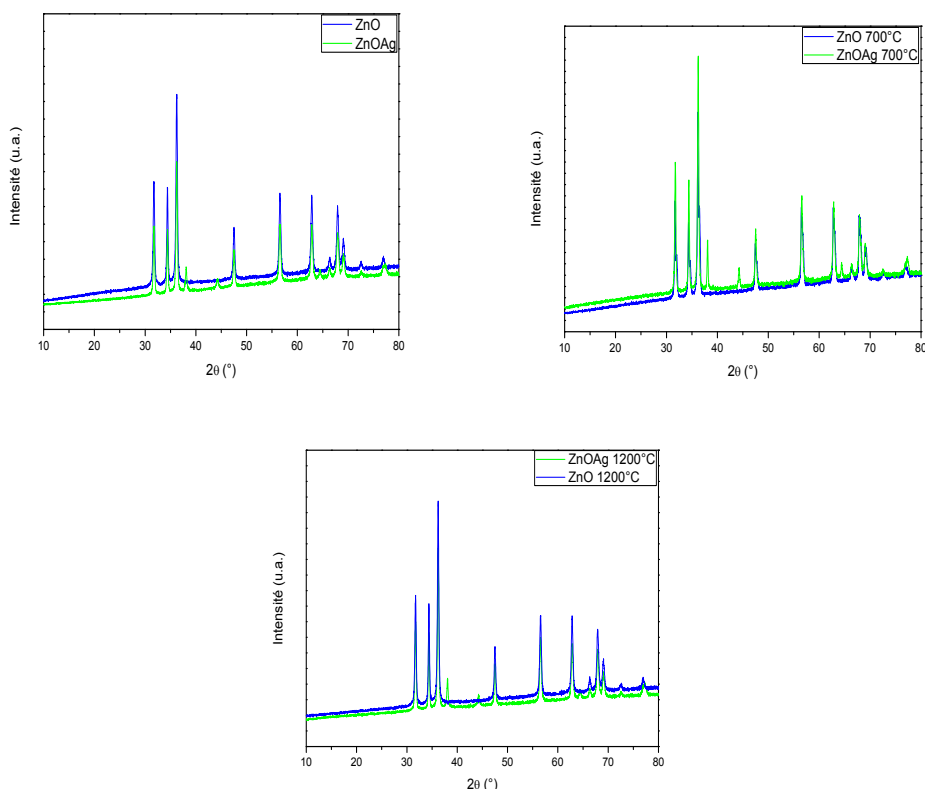 ZnO
ZnOAg
Intensité (u.a.)
10 20 30 40 50 60 70 80
2θ (°)
ZnO 700°C
ZnOAg 700°C
Intensité (u.a.)
10 20 30 40 50 60 70 80
2θ (°)
ZnOAg 1200°C
ZnO 1200°C
Intensité (u.a.)
10 20 30 40 50 60 70 80
2θ (°)